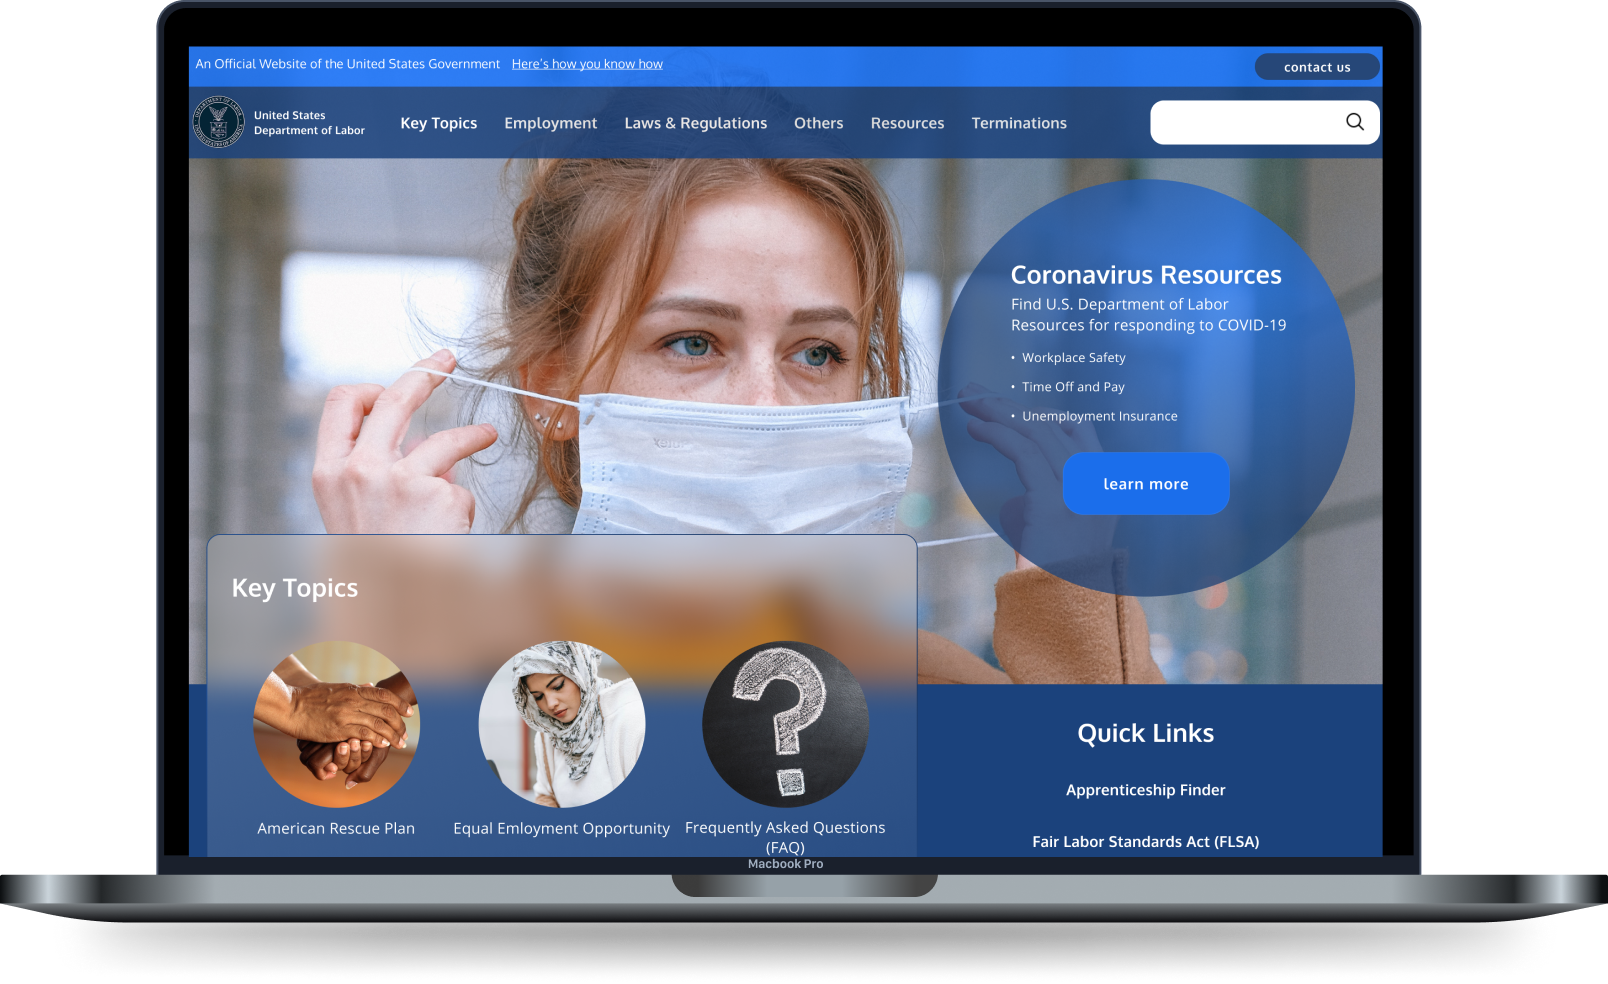 An Official Website of the United States Government Here's how you know how
contact us
United States
Department of Labor
Key Topics Employment Laws & Regulations Others Resources Terminations
Coronavirus Resources
Find U.S. Department of Labor
Resources for responding to COVID-19
• Workplace Safety
• Time Off and Pay
• Unemployment Insurance
learn more
Key Topics
American Rescue Plan
Equal Emloyment Opportunity
Frequently Asked Questions
(FAQ)
Quick Links
Apprenticeship Finder
Fair Labor Standards Act (FLSA)
Macbook Pro